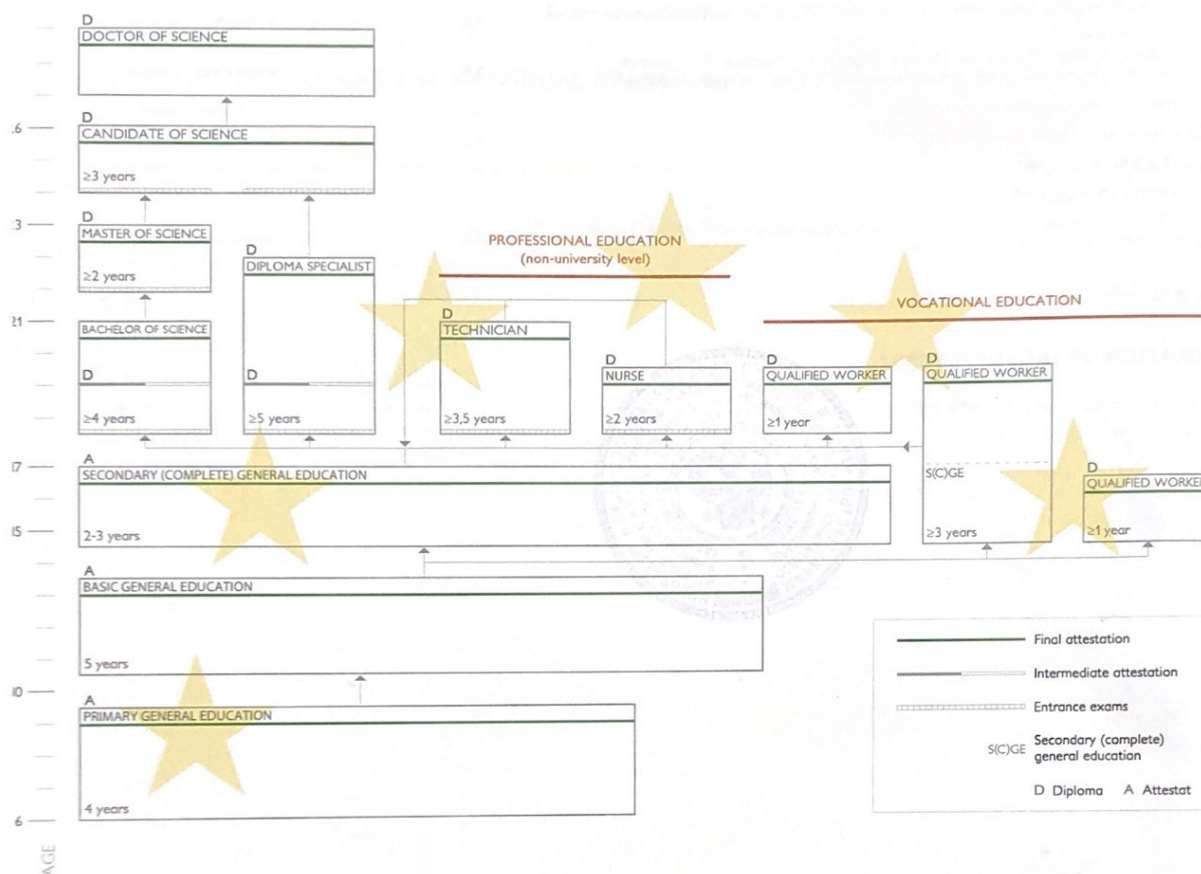 D
DOCTOR OF SCIENCE
D
CANDIDATE OF SCIENCE
≥3 years
D
MASTER OF SCIENCE
≥2 years
D
DIPLOMA SPECIALIST
D
≥5 years
D
BACHELOR OF SCIENCE
D
≥4 years
PROFESSIONAL EDUCATION
(non-university level)
D
TECHNICIAN
≥3,5 years
D
NURSE
≥2 years
VOCATIONAL EDUCATION
D
QUALIFIED WORKER
≥1 year
D
QUALIFIED WORKER
S(C)GE
≥3 years
D
QUALIFIED WORKER
≥1 year
A
SECONDARY (COMPLETE) GENERAL EDUCATION
2-3 years
A
BASIC GENERAL EDUCATION
5 years
A
PRIMARY GENERAL EDUCATION
4 years
21
17
15
6
AGE
Final attestation
Intermediate attestation
Entrance exams
S(C)GE Secondary (complete)
general education
D Diploma A Attestat